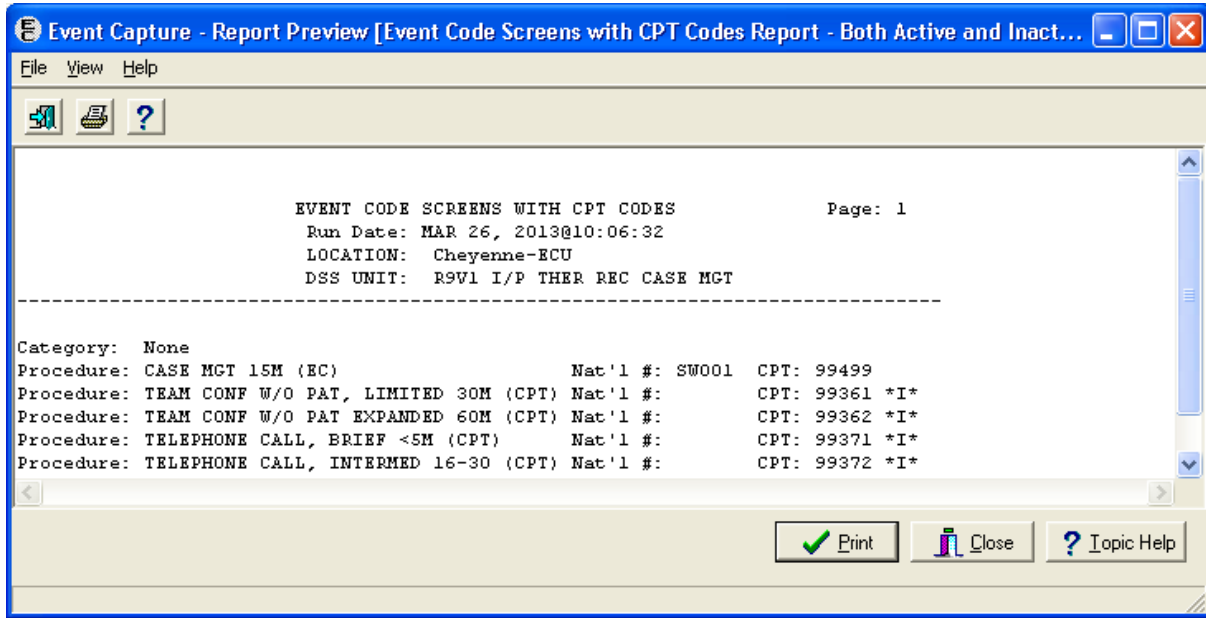 Event Capture - Report Preview [Event Code Screens with CPT Codes Report - Both Active and Inact...
File View Help
EVENT CODE SCREENS WITH CPT CODES Page: 1
Run Date: MAR 26, 2013@10:06:32
LOCATION: Cheyenne-ECU
DSS UNIT: R9V1 I/P THER REC CASE MGT
--------------------------------------------------------------------------------
Category: None
Procedure: CASE MGT 15M (EC) Nat'l #: SW001 CPT: 99499
Procedure: TEAM CONF W/O PAT, LIMITED 30M (CPT) Nat'l #: CPT: 99361 *I*
Procedure: TEAM CONF W/O PAT EXPANDED 60M (CPT) Nat'l #: CPT: 99362 *I*
Procedure: TELEPHONE CALL, BRIEF <5M (CPT) Nat'l #: CPT: 99371 *I*
Procedure: TELEPHONE CALL, INTERMED 16-30 (CPT) Nat'l #: CPT: 99372 *I*
Print Close ? Topic Help